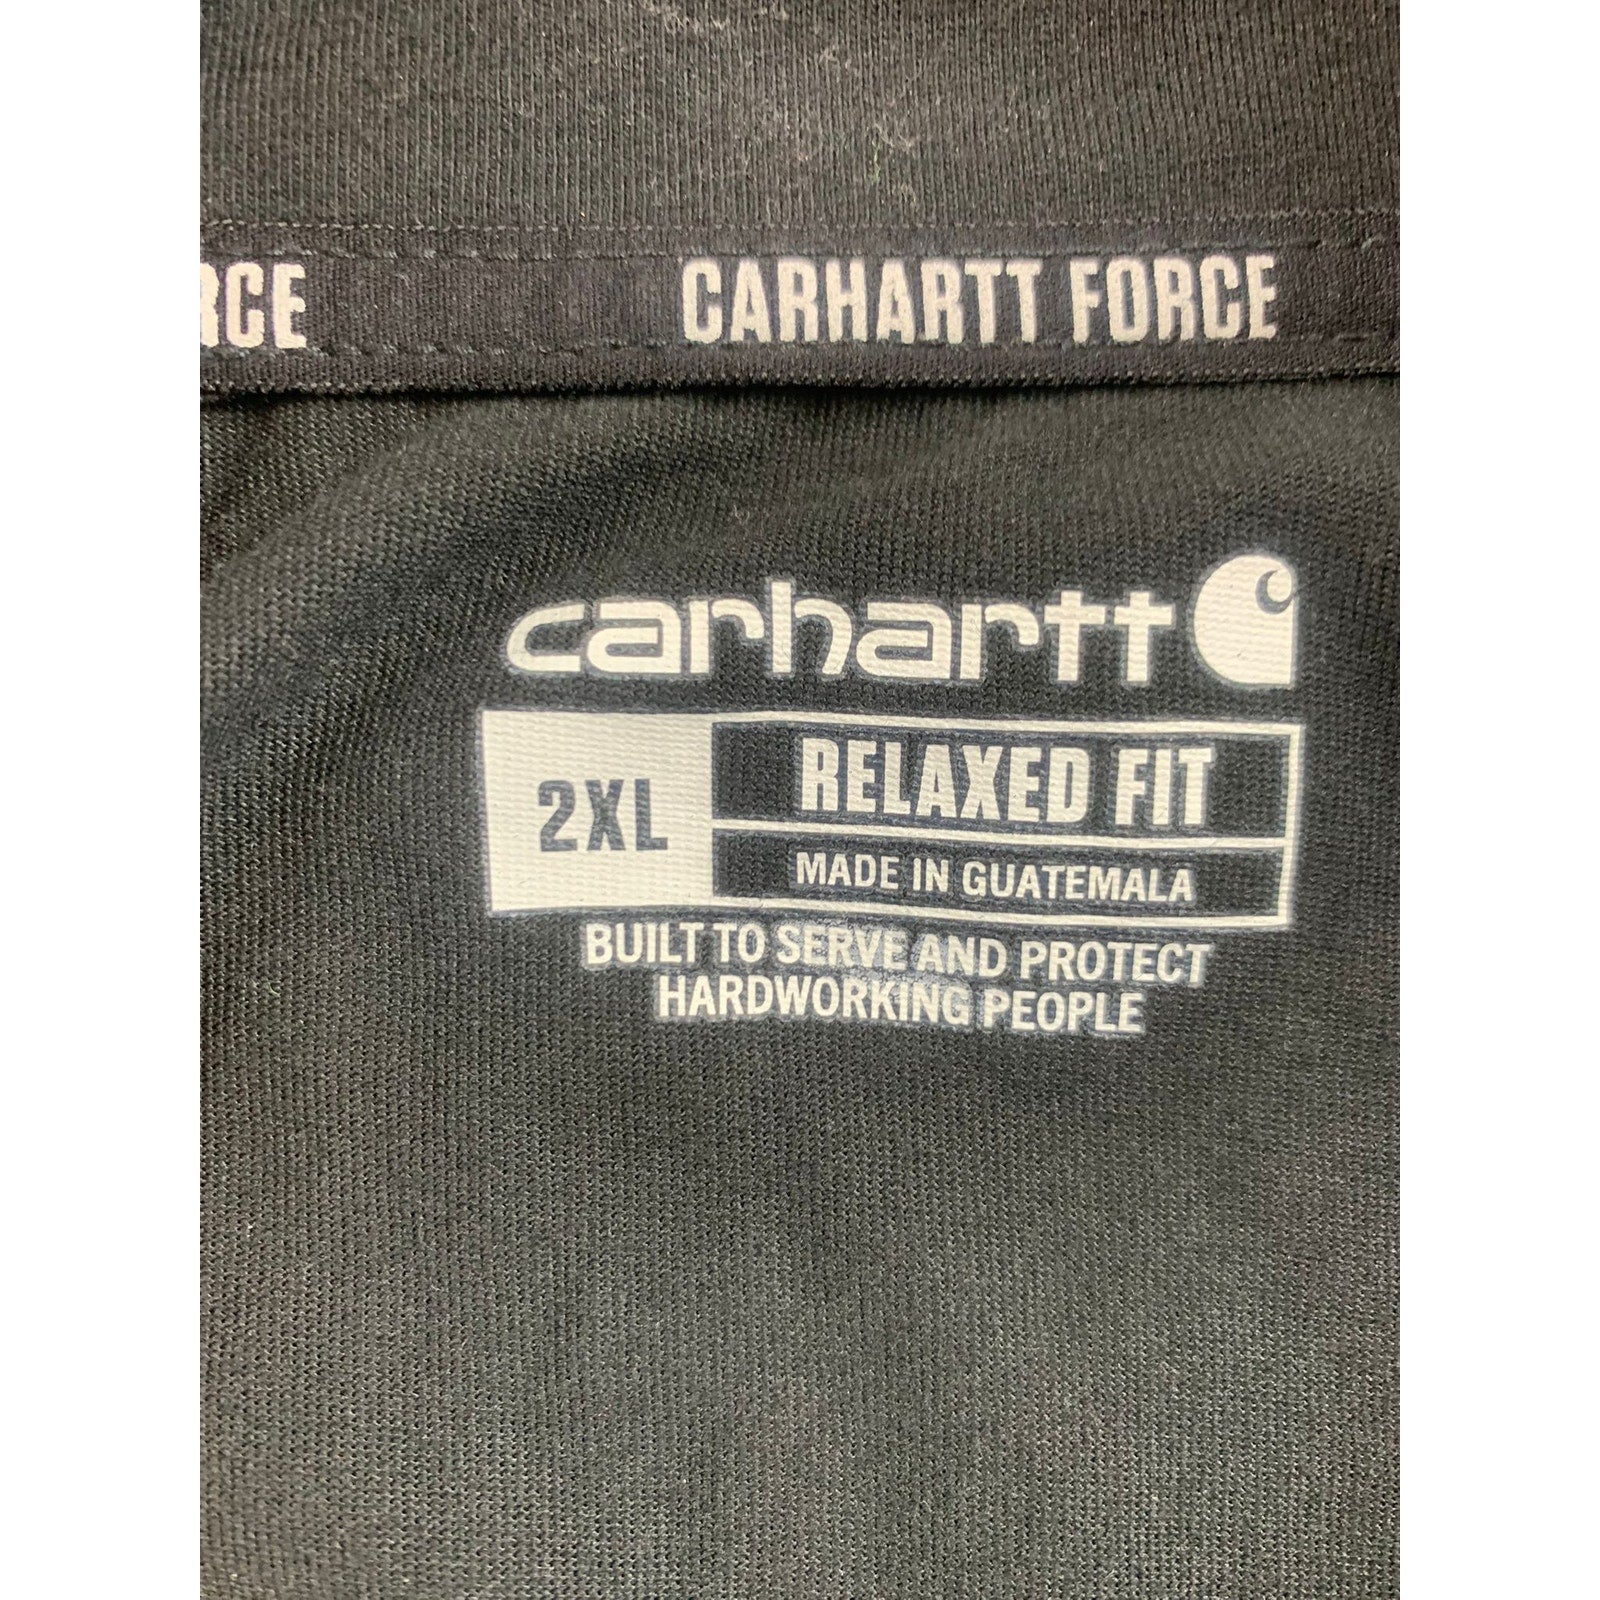 RCE CARHARTT FORCE
carhartt
2XL RELAXED FIT
MADE IN GUATEMALA
BUILT TO SERVE AND PROTECT
HARDWORKING PEOPLE